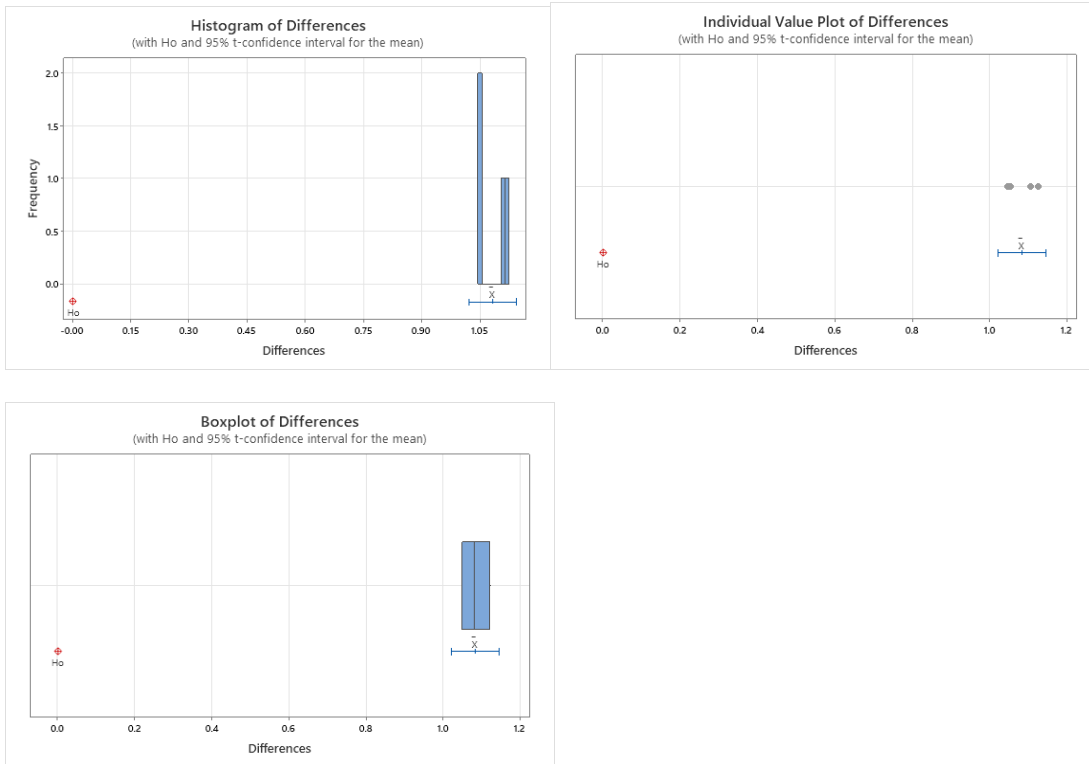 Histogram of Differences
(with Ho and 95% t-confidence interval for the mean)
Frequency
2.0
1.5
1.0
0.5
0.0
X
Ho
-0.00 0.15 0.30 0.45 0.60 0.75 0.90 1.05
Differences
Individual Value Plot of Differences
(with Ho and 95% t-confidence interval for the mean)
X
Ho
0.0 0.2 0.4 0.6 0.8 1.0 1.2
Differences
Boxplot of Differences
(with Ho and 95% t-confidence interval for the mean)
X
Ho
0.0 0.2 0.4 0.6 0.8 1.0 1.2
Differences